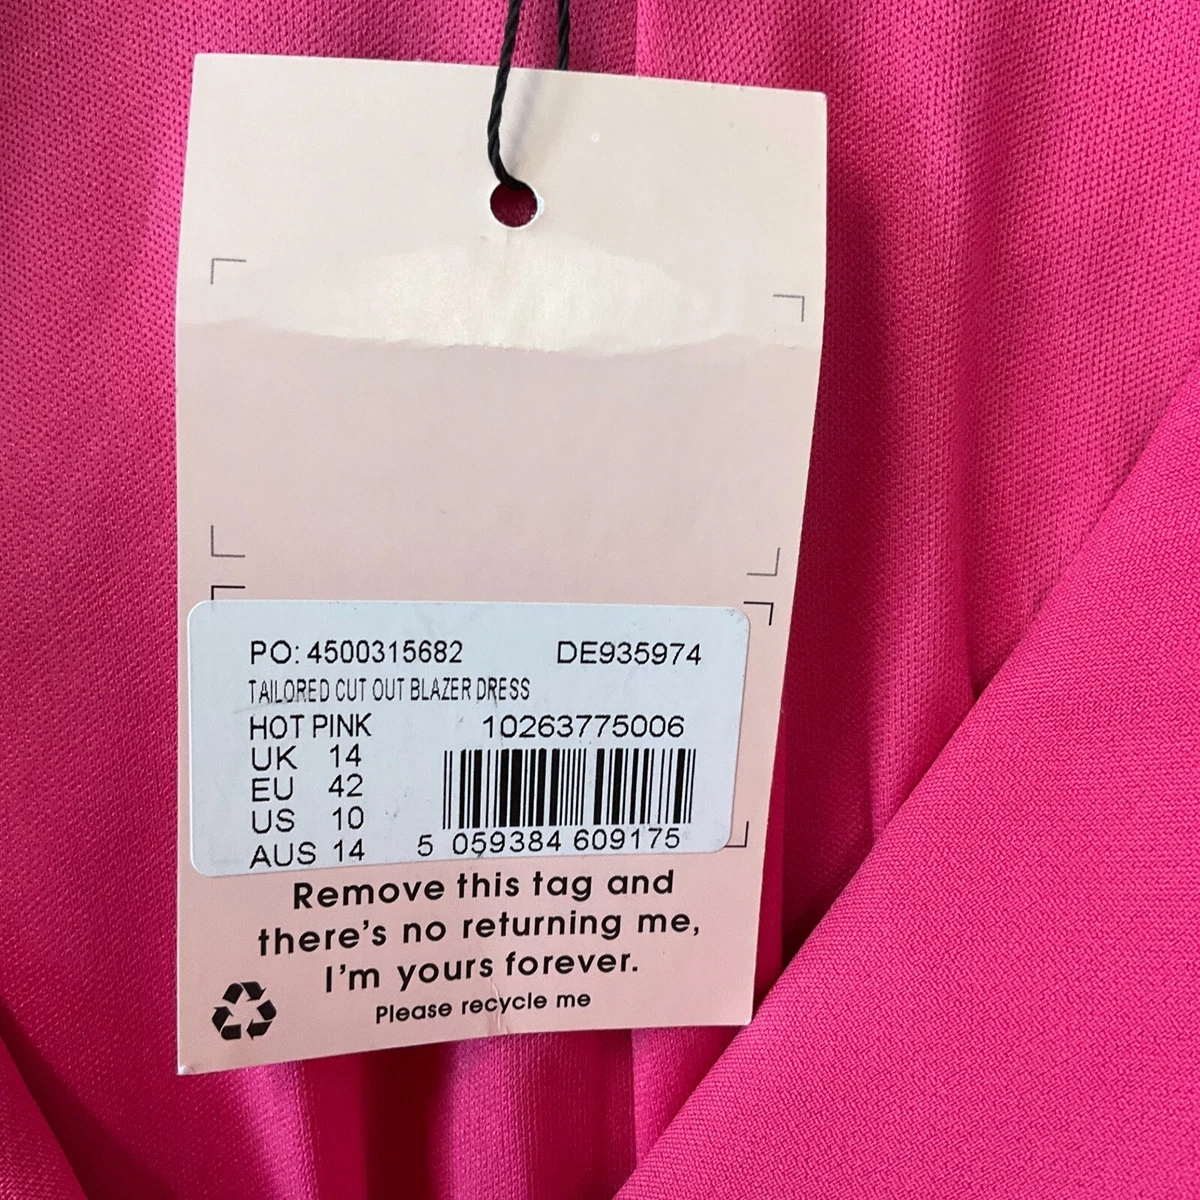 PO: 4500315682 DE935974
TAILORED CUT OUT BLAZER DRESS
HOT PINK 10263775006
UK 14
EU 42
US 10
AUS 14 5 059384 609175
Remove this tag and
there's no returning me,
I'm yours forever.
Please recycle me